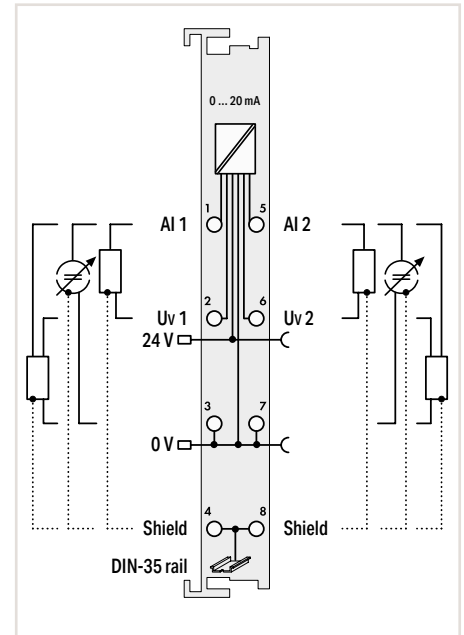 0 ... 20 mA
1 5
AI 1 AI 2
2 6
Uv 1 Uv 2
24 V
3 7
0 V
4 8
Shield Shield
DIN-35 rail